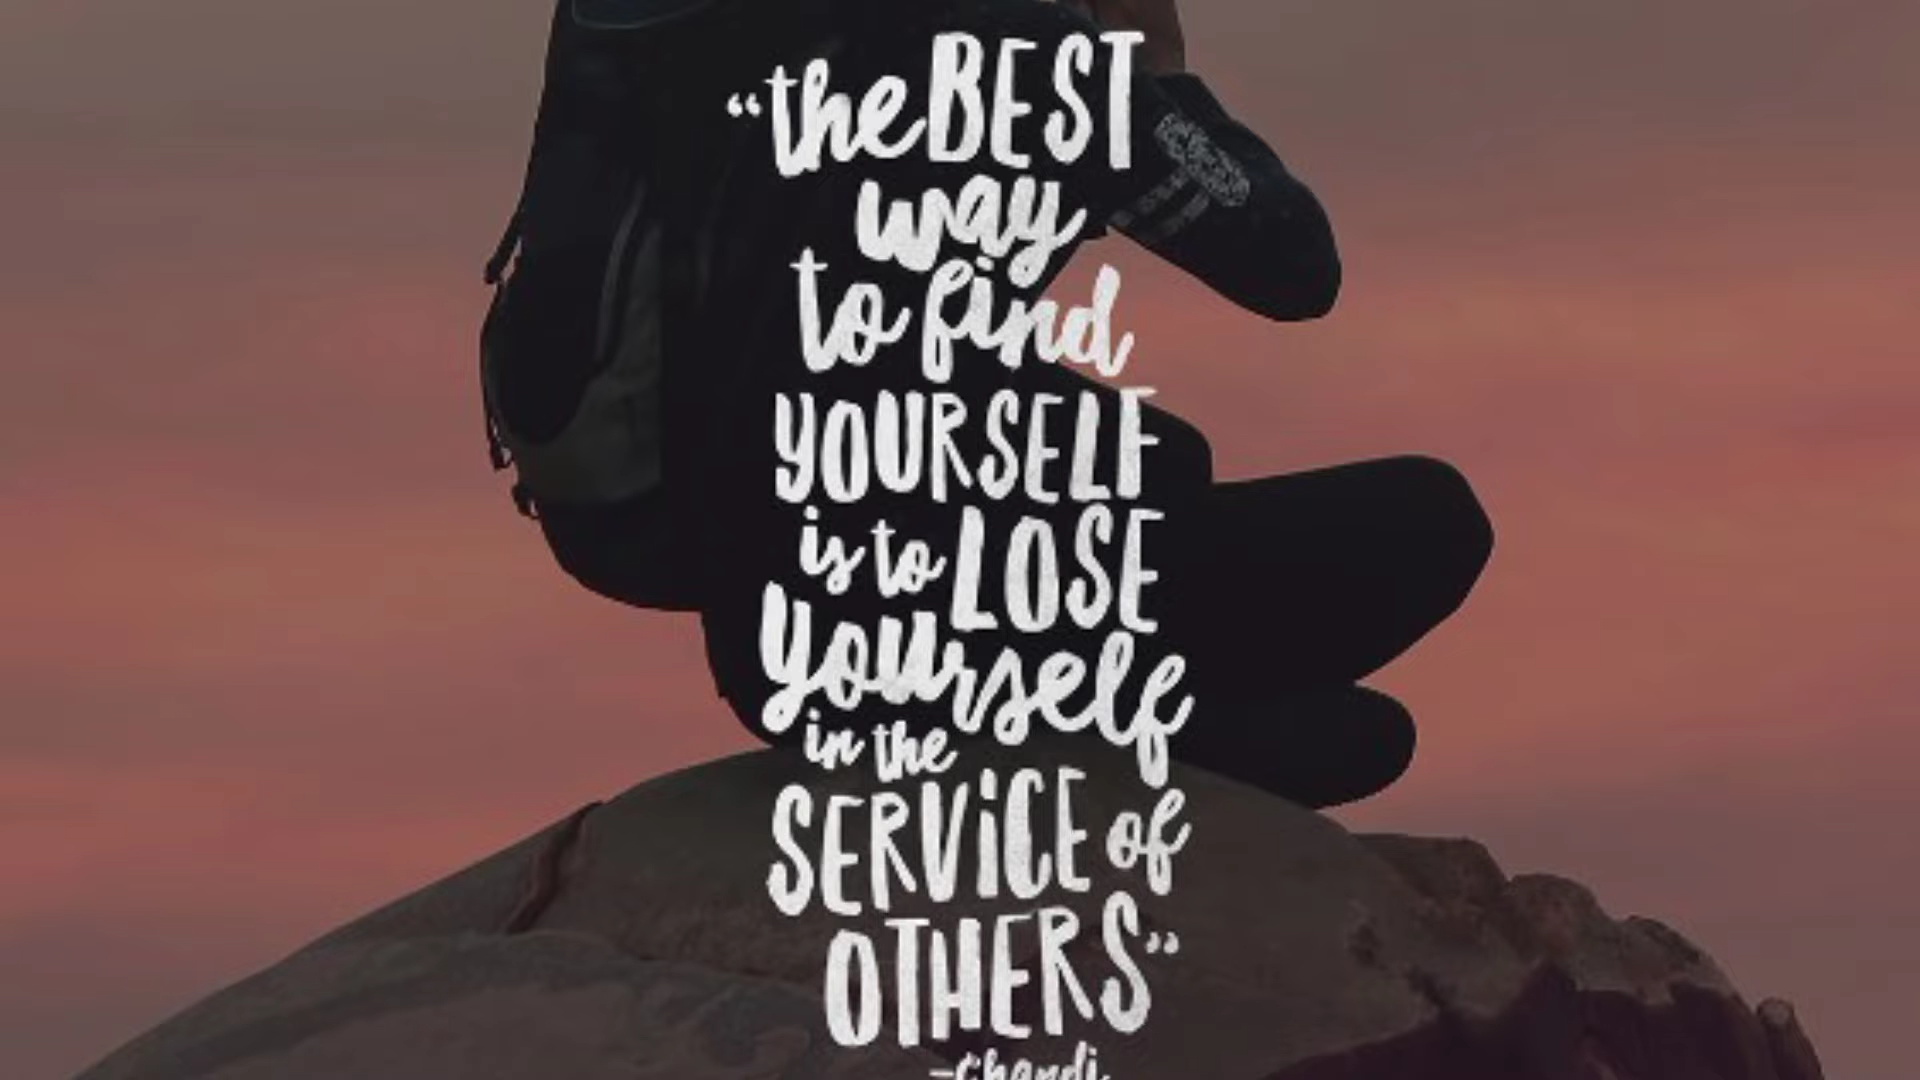 “the BEST
way
to find
YOURSELF
is to LOSE
yourself
in the
SERViCE of
OTHERS”